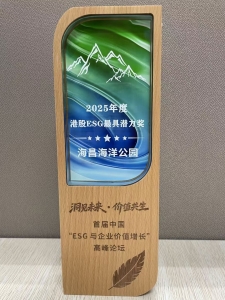 2025年度
港股ESG最具潜力奖
海昌海洋公园
洞见未来·价值共生
首届中国
“ESG与企业价值增长”
高峰论坛